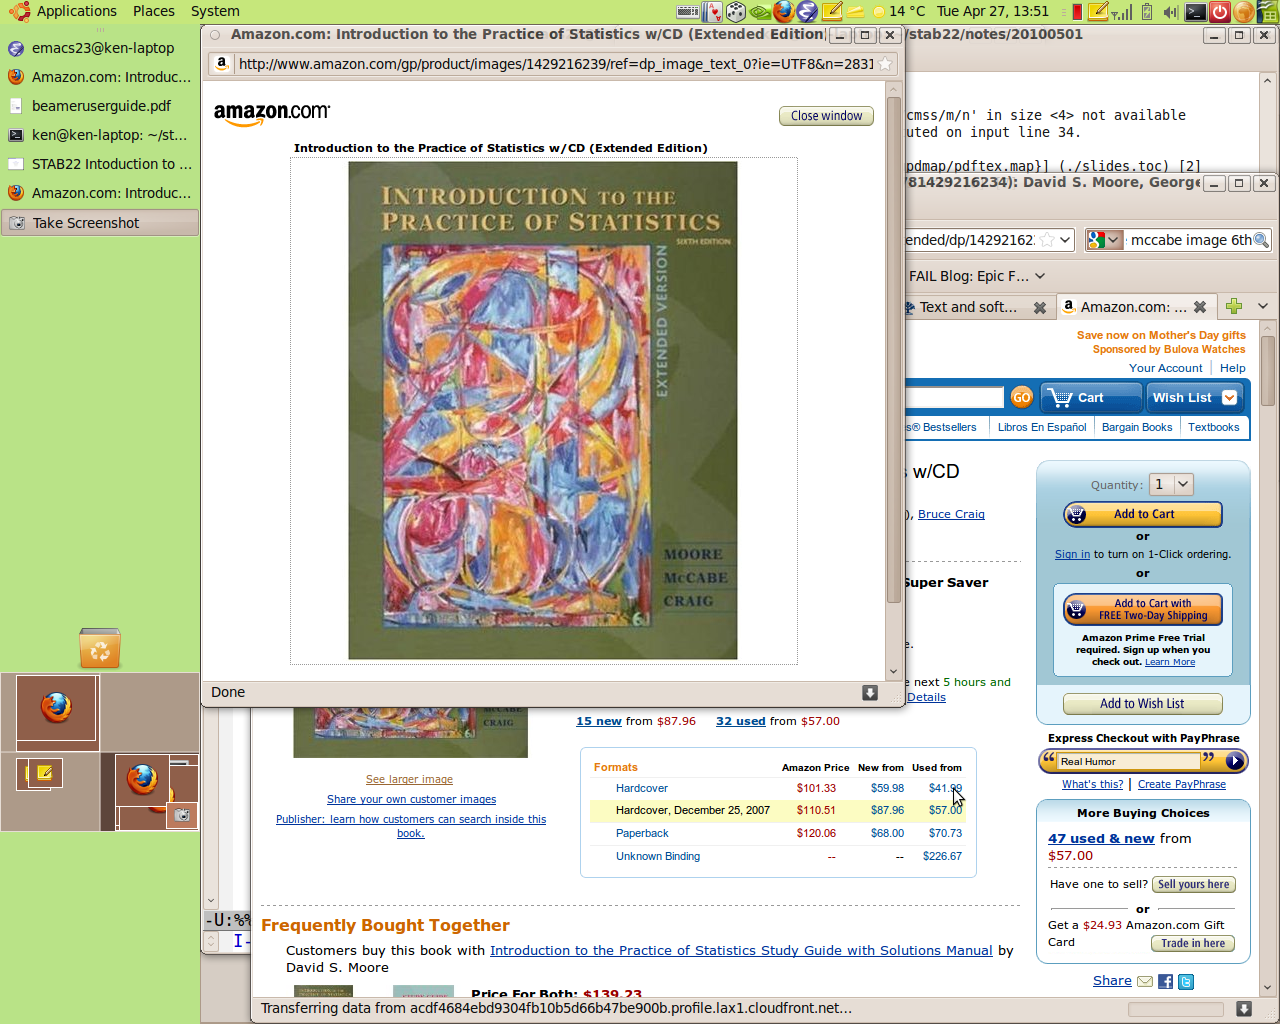 Applications Places System
14 °C Tue Apr 27, 13:51
emacs23@ken-laptop
Amazon.com: Introduc...
beameruserguide.pdf
ken@ken-laptop: ~/st...
STAB22 Intoduction to ...
Amazon.com: Introduc...
Take Screenshot
Amazon.com: Introduction to the Practice of Statistics w/CD (Extended Edition)
http://www.amazon.com/gp/product/images/1429216239/ref=dp_image_text_0?ie=UTF8&n=2831
amazon.com
Close window
Introduction to the Practice of Statistics w/CD (Extended Edition)
INTRODUCTION TO THE
PRACTICE OF STATISTICS
SIXTH EDITION
EXTENDED VERSION
MOORE
McCABE
CRAIG
6
Done
/stab22/notes/20100501
cmss/m/n' in size <4> not available
uted on input line 34.
pdmap/pdftex.map}] (./slides.toc) [2]
781429216234): David S. Moore, George
ended/dp/14292162
mccabe image 6th
FAIL Blog: Epic F...
Text and soft...
Amazon.com: ...
Save now on Mother's Day gifts
Sponsored by Bulova Watches
Your Account Help
GO
Cart
Wish List
s® Bestsellers Libros En Español Bargain Books Textbooks
w/CD
), Bruce Craig
Super Saver
e.
e next 5 hours and
Details
Quantity: 1
Add to Cart
or
Sign in to turn on 1-Click ordering.
or
Add to Cart with
FREE Two-Day Shipping
Amazon Prime Free Trial
required. Sign up when you
check out. Learn More
Add to Wish List
Express Checkout with PayPhrase
“ Real Humor ”
What's this? | Create PayPhrase
More Buying Choices
47 used & new from
$57.00
Have one to sell? Sell yours here
or
Get a $24.93 Amazon.com Gift
Card Trade in here
Share
CRAIG
See larger image
Share your own customer images
Publisher: learn how customers can search inside this
book.
15 new from $87.96 32 used from $57.00
Formats Amazon Price New from Used from
Hardcover $101.33 $59.98 $41.99
Hardcover, December 25, 2007 $110.51 $87.96 $57.00
Paperback $120.06 $68.00 $70.73
Unknown Binding -- -- $226.67
Frequently Bought Together
Customers buy this book with Introduction to the Practice of Statistics Study Guide with Solutions Manual by
David S. Moore
Price For Both: $139.23
-U:%%
I-
Transferring data from acdf4684ebd9304fb10b5d66b47be900b.profile.lax1.cloudfront.net...